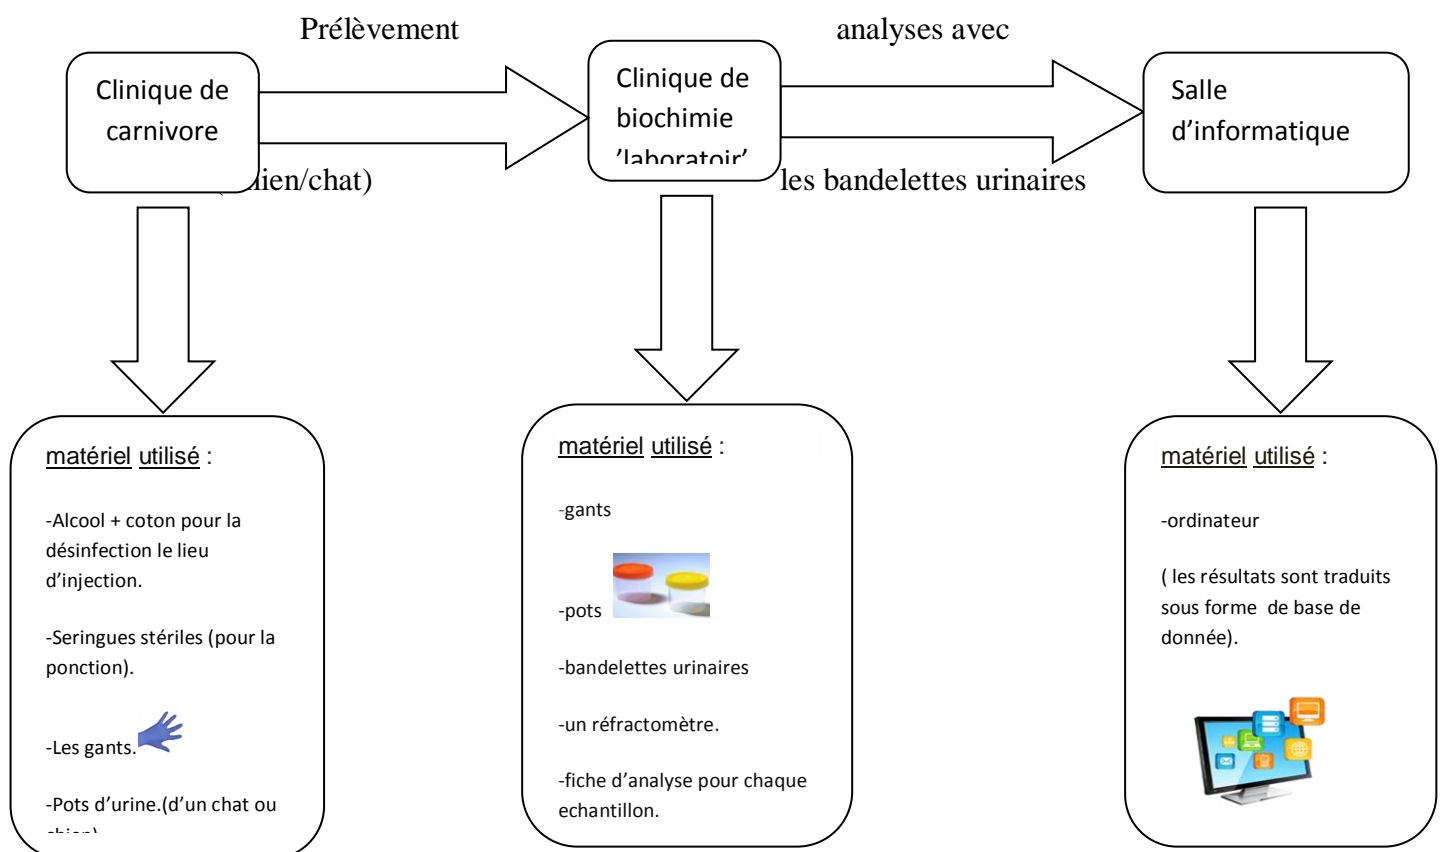 Prélèvement
analyses avec
Clinique de
carnivore
Clinique de
biochimie
’laboratoir’
Salle
d’informatique
hien/chat)
les bandelettes urinaires
matériel utilisé :
-Alcool + coton pour la
désinfection le lieu
d’injection.
-Seringues stériles (pour la
ponction).
-Les gants.
-Pots d’urine.(d’un chat ou
chien)
matériel utilisé :
-gants
-pots
-bandelettes urinaires
-un réfractomètre.
-fiche d’analyse pour chaque
echantillon.
matériel utilisé :
-ordinateur
( les résultats sont traduits
sous forme de base de
donnée).